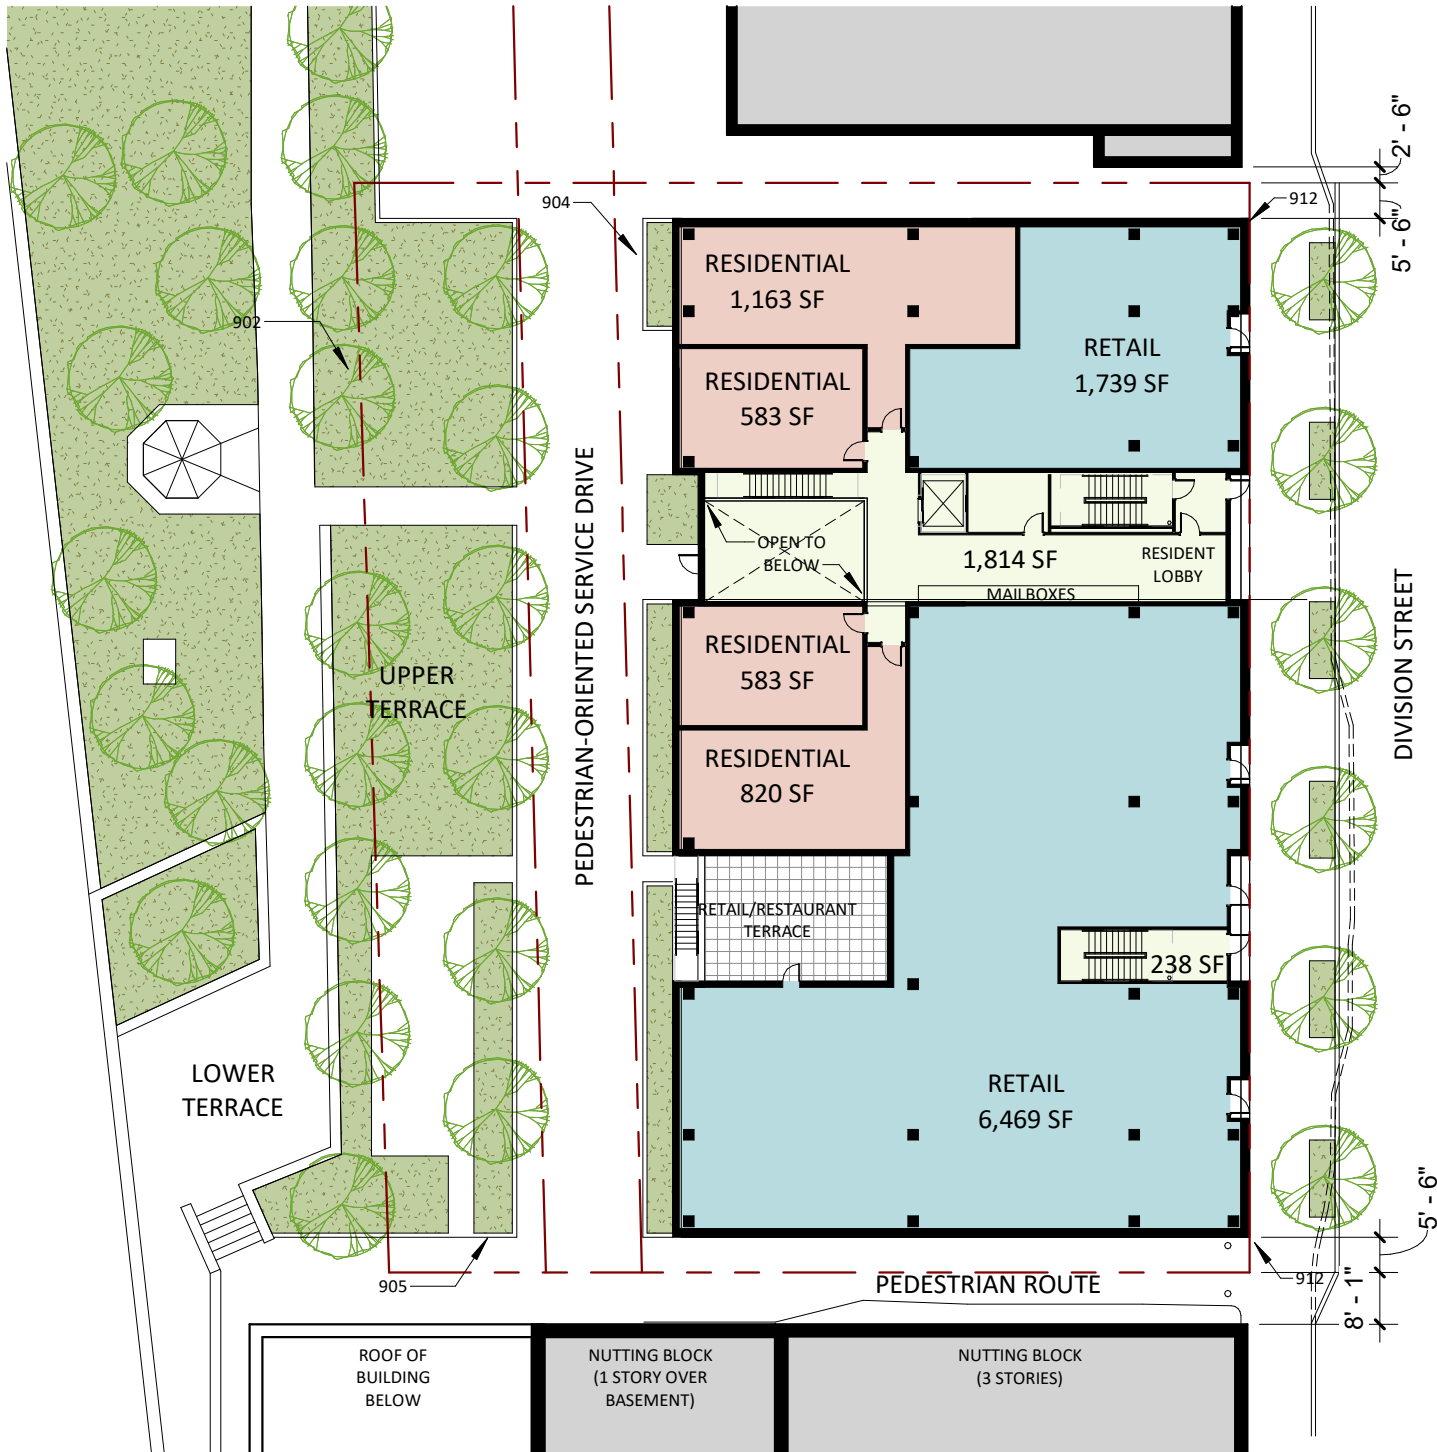 2' - 6"
5' - 6"
904
912
RESIDENTIAL
1,163 SF
902
RETAIL
1,739 SF
RESIDENTIAL
583 SF
PEDESTRIAN-ORIENTED SERVICE DRIVE
OPEN TO
BELOW
1,814 SF
RESIDENT
LOBBY
MAILBOXES
DIVISION STREET
RESIDENTIAL
583 SF
UPPER
TERRACE
RESIDENTIAL
820 SF
RETAIL/RESTAURANT
TERRACE
238 SF
LOWER
TERRACE
RETAIL
6,469 SF
5' - 6"
8' - 1"
905
PEDESTRIAN ROUTE
912
ROOF OF
BUILDING
BELOW
NUTTING BLOCK
(1 STORY OVER
BASEMENT)
NUTTING BLOCK
(3 STORIES)